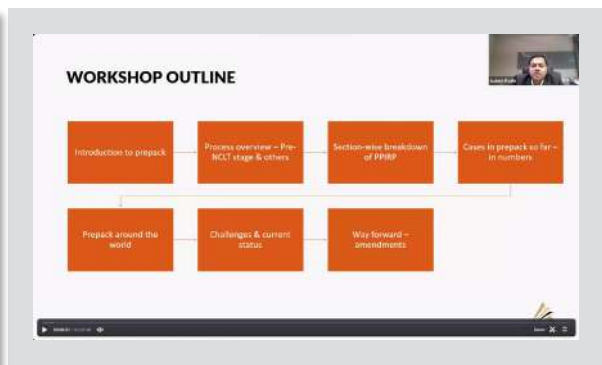 WORKSHOP OUTLINE
Introduction to prepack
Process overview – Pre-
NCLT stage & others
Section-wise breakdown
of PPIRP
Cases in prepack so far –
in numbers
Prepack around the
world
Challenges & current
status
Way forward –
amendments